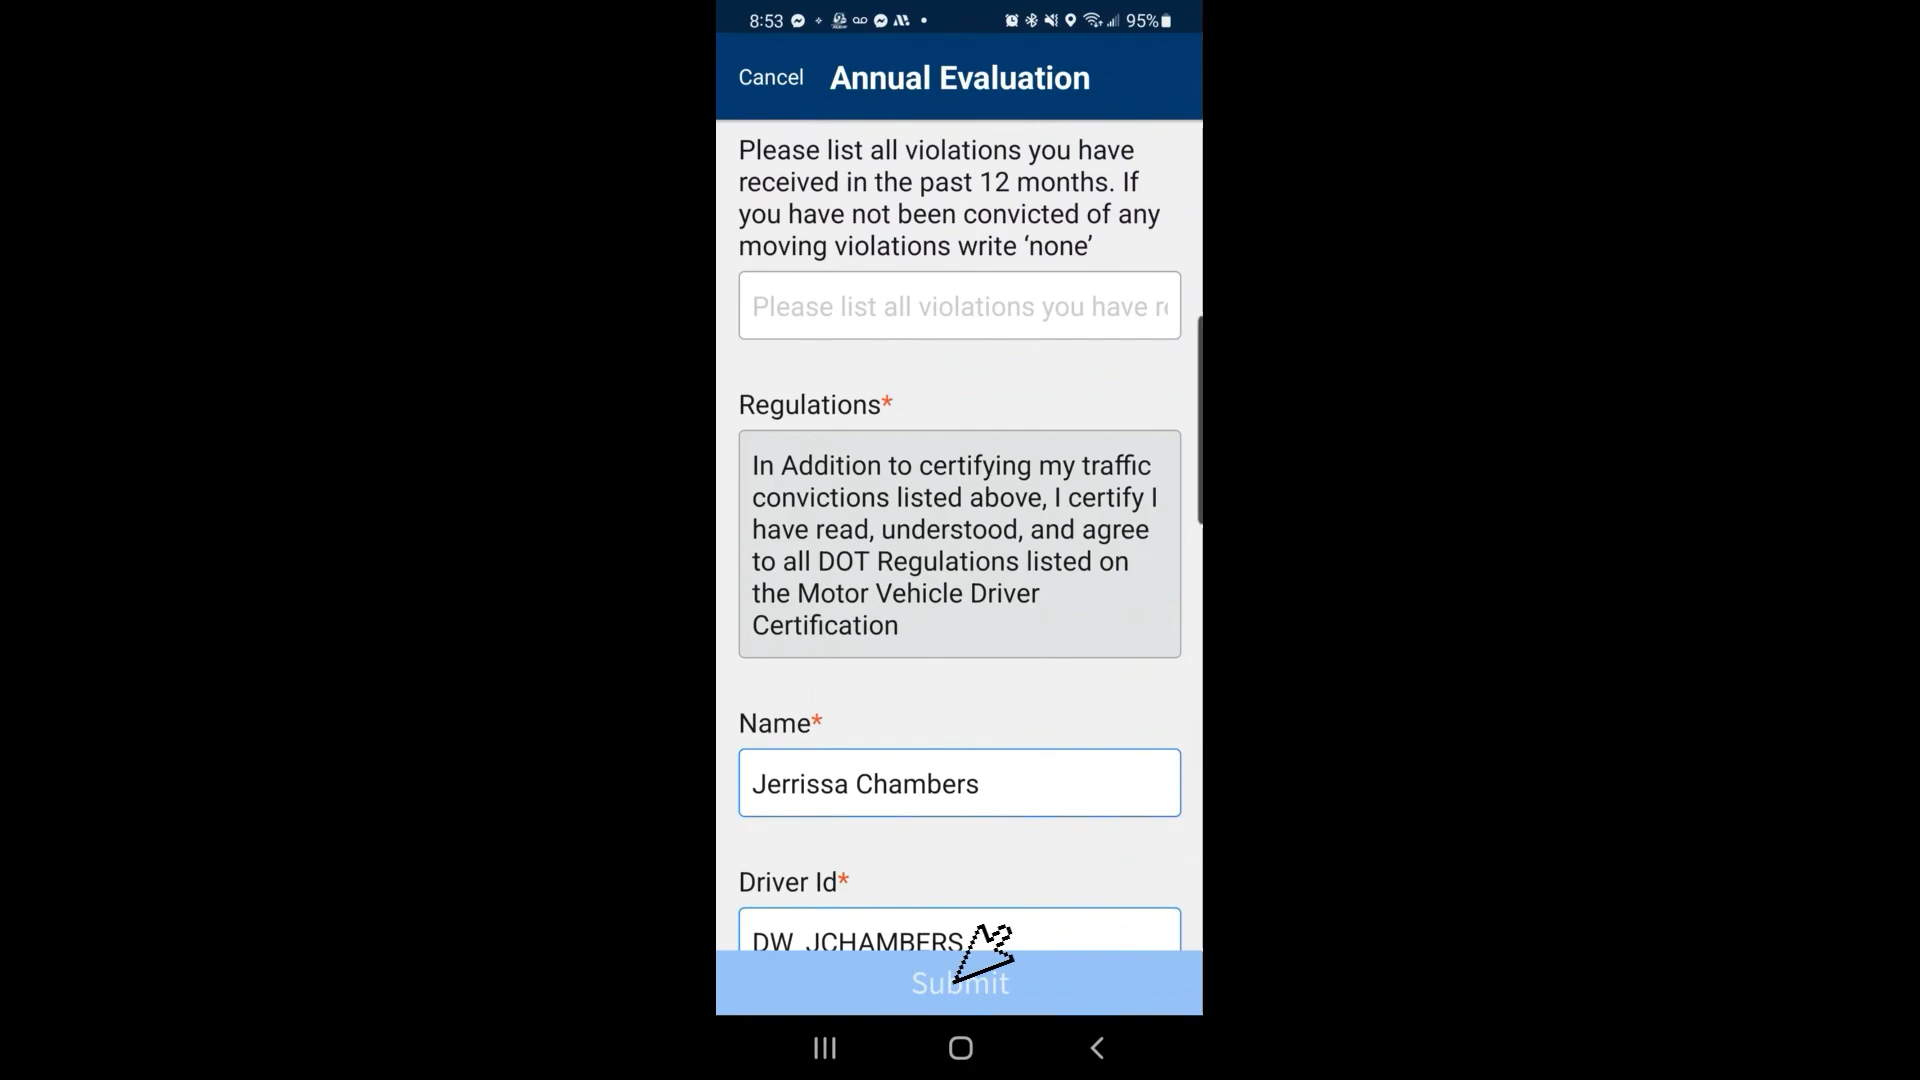 8:53
95%
Cancel
Annual Evaluation
Please list all violations you have
received in the past 12 months. If
you have not been convicted of any
moving violations write ‘none’
Please list all violations you have re
Regulations*
In Addition to certifying my traffic
convictions listed above, I certify I
have read, understood, and agree
to all DOT Regulations listed on
the Motor Vehicle Driver
Certification
Name*
Jerrissa Chambers
Driver Id*
DW_JCHAMBERS
Submit